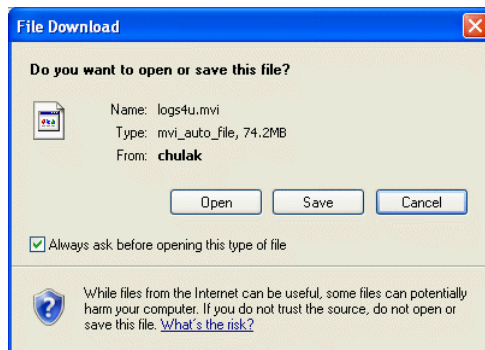 File Download
Do you want to open or save this file?
Name: logs4u.mvi
Type: mvi_auto_file, 74.2MB
From: chulak
Open Save Cancel
Always ask before opening this type of file
While files from the Internet can be useful, some files can potentially
harm your computer. If you do not trust the source, do not open or
save this file. What's the risk?